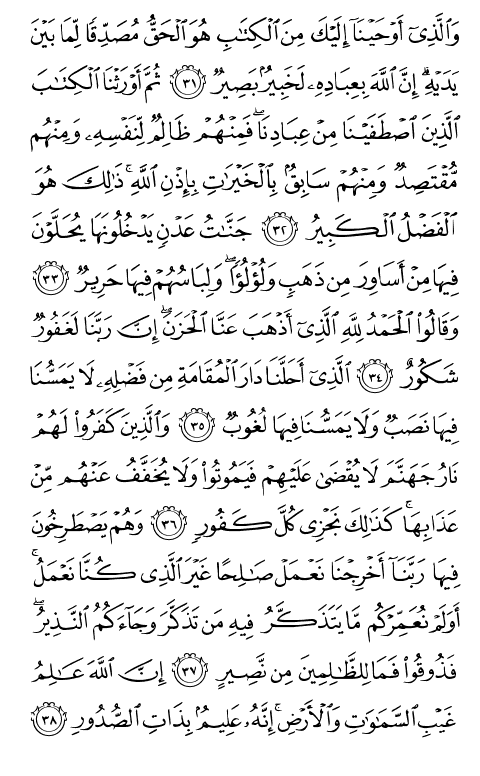 وَٱلَّذِىٓ أَوْحَيْنَآ إِلَيْكَ مِنَ ٱلْكِتَـٰبِ هُوَ ٱلْحَقُّ مُصَدِّقًا لِّمَا بَيْنَ
يَدَيْهِ ۗ إِنَّ ٱللَّهَ بِعِبَادِهِۦ لَخَبِيرٌۢ بَصِيرٌ ﴿٣١﴾ ثُمَّ أَوْرَثْنَا ٱلْكِتَـٰبَ
ٱلَّذِينَ ٱصْطَفَيْنَا مِنْ عِبَادِنَا ۖ فَمِنْهُمْ ظَالِمٌ لِّنَفْسِهِۦ وَمِنْهُم
مُّقْتَصِدٌ وَمِنْهُمْ سَابِقٌۢ بِٱلْخَيْرَٰتِ بِإِذْنِ ٱللَّهِ ۚ ذَٰلِكَ هُوَ
ٱلْفَضْلُ ٱلْكَبِيرُ ﴿٣٢﴾ جَنَّـٰتُ عَدْنٍ يَدْخُلُونَهَا يُحَلَّوْنَ
فِيهَا مِنْ أَسَاوِرَ مِن ذَهَبٍ وَلُؤْلُؤًا ۖ وَلِبَاسُهُمْ فِيهَا حَرِيرٌ ﴿٣٣﴾
وَقَالُوا۟ ٱلْحَمْدُ لِلَّهِ ٱلَّذِىٓ أَذْهَبَ عَنَّا ٱلْحَزَنَ ۖ إِنَّ رَبَّنَا لَغَفُورٌ
شَكُورٌ ﴿٣٤﴾ ٱلَّذِىٓ أَحَلَّنَا دَارَ ٱلْمُقَامَةِ مِن فَضْلِهِۦ لَا يَمَسُّنَا
فِيهَا نَصَبٌ وَلَا يَمَسُّنَا فِيهَا لُغُوبٌ ﴿٣٥﴾ وَٱلَّذِينَ كَفَرُوا۟ لَهُمْ
نَارُ جَهَنَّمَ لَا يُقْضَىٰ عَلَيْهِمْ فَيَمُوتُوا۟ وَلَا يُخَفَّفُ عَنْهُم مِّنْ
عَذَابِهَا ۚ كَذَٰلِكَ نَجْزِى كُلَّ كَفُورٍ ﴿٣٦﴾ وَهُمْ يَصْطَرِخُونَ
فِيهَا رَبَّنَآ أَخْرِجْنَا نَعْمَلْ صَـٰلِحًا غَيْرَ ٱلَّذِى كُنَّا نَعْمَلُ ۚ
أَوَلَمْ نُعَمِّرْكُم مَّا يَتَذَكَّرُ فِيهِ مَن تَذَكَّرَ وَجَآءَكُمُ ٱلنَّذِيرُ ۖ
فَذُوقُوا۟ فَمَا لِلظَّـٰلِمِينَ مِن نَّصِيرٍ ﴿٣٧﴾ إِنَّ ٱللَّهَ عَـٰلِمُ
غَيْبِ ٱلسَّمَـٰوَٰتِ وَٱلْأَرْضِ ۚ إِنَّهُۥ عَلِيمٌۢ بِذَاتِ ٱلصُّدُورِ ﴿٣٨﴾